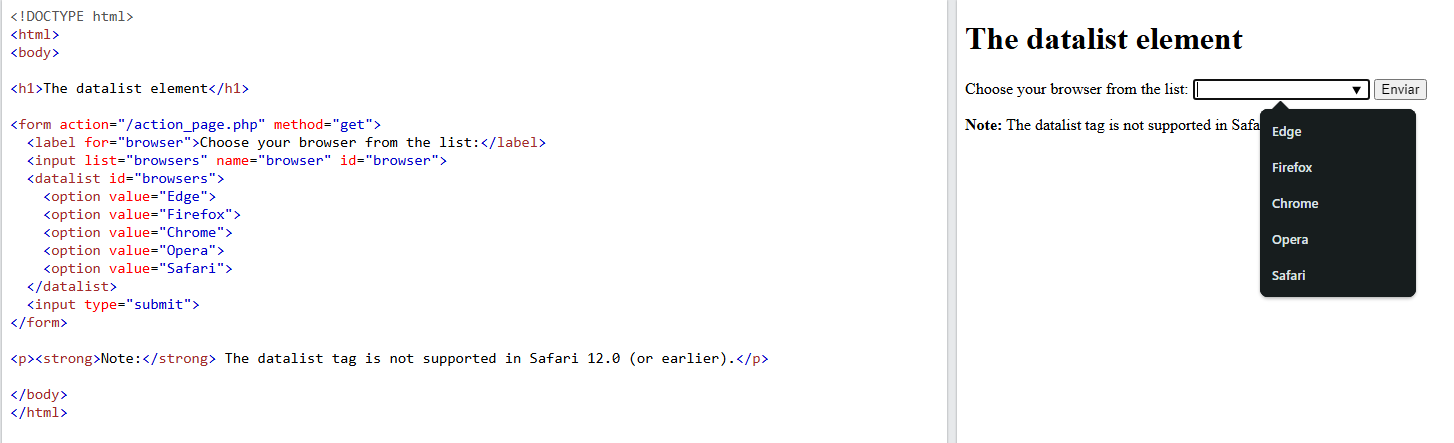 <!DOCTYPE html>
<html>
<body>

<h1>The datalist element</h1>

<form action="/action_page.php" method="get">
  <label for="browser">Choose your browser from the list:</label>
  <input list="browsers" name="browser" id="browser">
  <datalist id="browsers">
    <option value="Edge">
    <option value="Firefox">
    <option value="Chrome">
    <option value="Opera">
    <option value="Safari">
  </datalist>
  <input type="submit">
</form>

<p><strong>Note:</strong> The datalist tag is not supported in Safari 12.0 (or earlier).</p>

</body>
</html>
The datalist element
Choose your browser from the list: ▼ Enviar
Note: The datalist tag is not supported in Safa
Edge
Firefox
Chrome
Opera
Safari